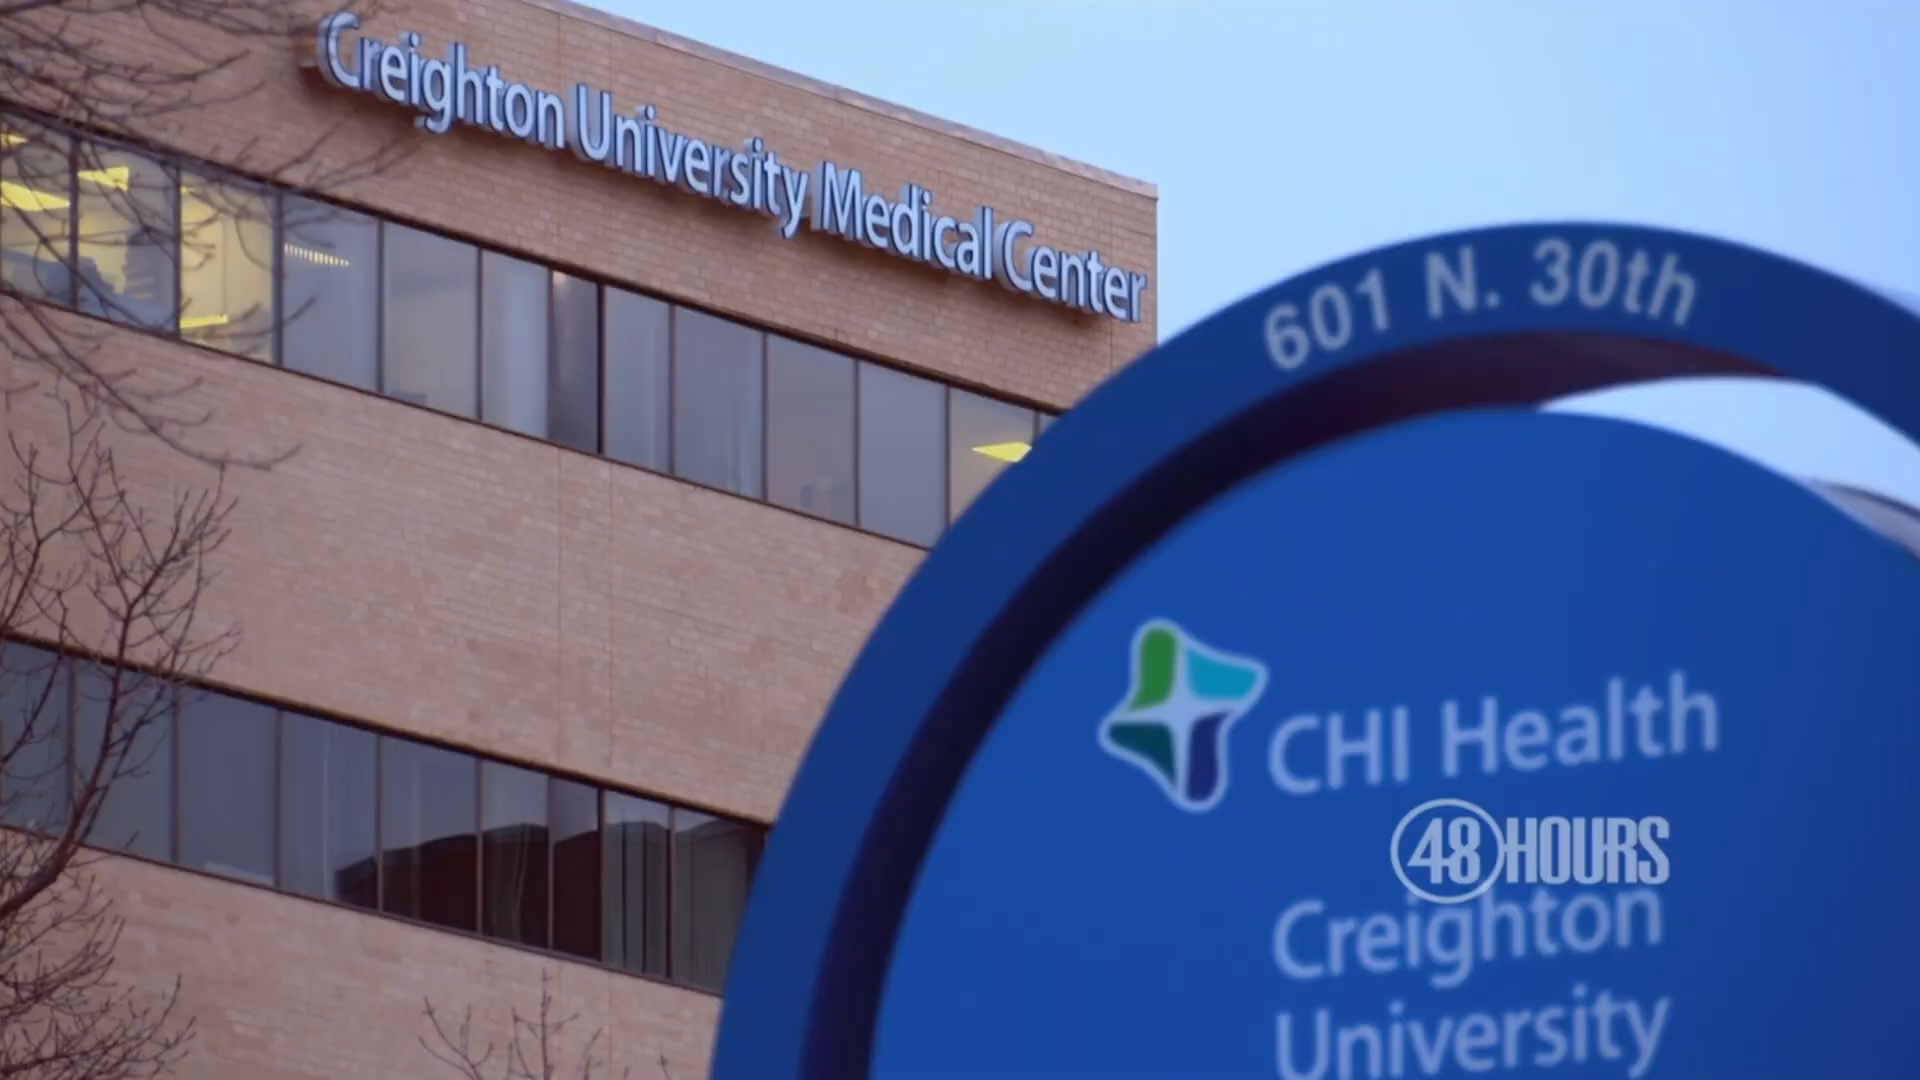 Creighton University Medical Center
601 N. 30th
CHI Health
48 HOURS
Creighton
University